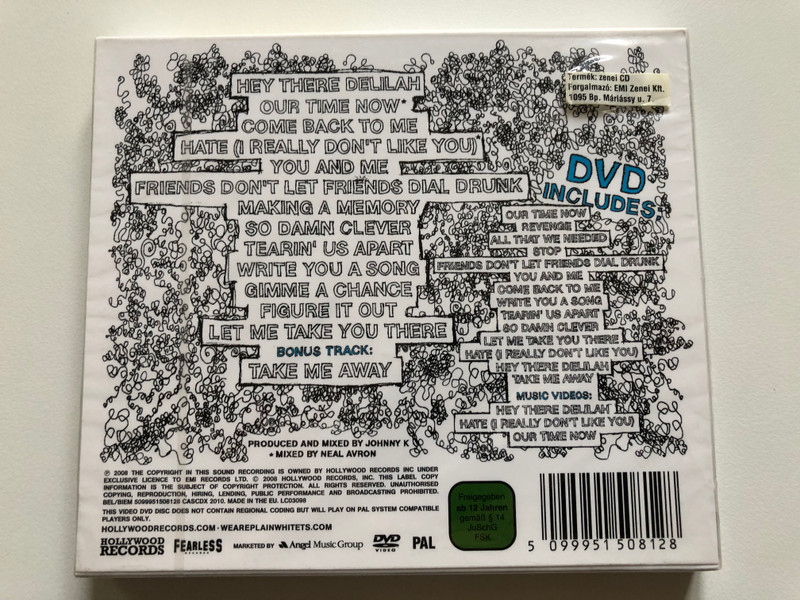 HEY THERE DELILAH
OUR TIME NOW*
COME BACK TO ME
HATE (I REALLY DON'T LIKE YOU)*
YOU AND ME
FRIENDS DON'T LET FRIENDS DIAL DRUNK
MAKING A MEMORY
SO DAMN CLEVER
TEARIN' US APART
WRITE YOU A SONG
GIMME A CHANCE
FIGURE IT OUT
LET ME TAKE YOU THERE
BONUS TRACK:
TAKE ME AWAY
PRODUCED AND MIXED BY JOHNNY K
* MIXED BY NEAL AVRON
Termék: zenei CD
Forgalmazó: EMI Zenei Kft.
1095 Bp. Máriássy u. 7.
DVD
INCLUDES
OUR TIME NOW
REVENGE
ALL THAT WE NEEDED
STOP
FRIENDS DON'T LET FRIENDS DIAL DRUNK
YOU AND ME
COME BACK TO ME
WRITE YOU A SONG
TEARIN' US APART
SO DAMN CLEVER
LET ME TAKE YOU THERE
HATE (I REALLY DON'T LIKE YOU)
HEY THERE DELILAH
TAKE ME AWAY
MUSIC VIDEOS:
HEY THERE DELILAH
HATE (I REALLY DON'T LIKE YOU)
OUR TIME NOW
℗ 2008 THE COPYRIGHT IN THIS SOUND RECORDING IS OWNED BY HOLLYWOOD RECORDS INC UNDER
EXCLUSIVE LICENCE TO EMI RECORDS LTD. © 2008 HOLLYWOOD RECORDS, INC. THIS LABEL COPY
INFORMATION IS THE SUBJECT OF COPYRIGHT PROTECTION. ALL RIGHTS RESERVED. UNAUTHORISED
COPYING, REPRODUCTION, HIRING, LENDING, PUBLIC PERFORMANCE AND BROADCASTING PROHIBITED.
BEL/BIEM 5099951508128 CASCDX 2010. MADE IN THE EU. LC03098
THIS VIDEO DVD DISC DOES NOT CONTAIN REGIONAL CODING BUT WILL PLAY ON PAL SYSTEM COMPATIBLE
PLAYERS ONLY.
HOLLYWOODRECORDS.COM · WEAREPLAINWHITETS.COM
HOLLYWOOD
RECORDS
FEARLESS
RECORDS
MARKETED BY Angel Music Group
DVD
VIDEO
PAL
Freigegeben
ab 12 Jahren
gemäß § 14
JuSchG
FSK
5 099951 508128